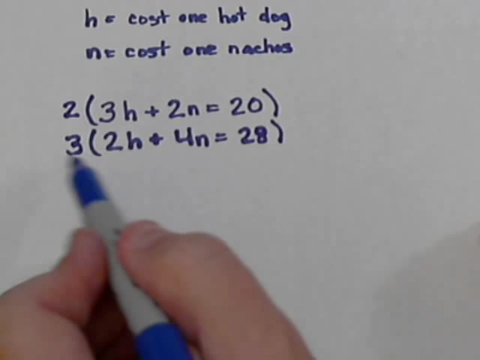 h = cost one hot dog
n = cost one nachos
2(3h + 2n = 20)
3(2h + 4n = 28)